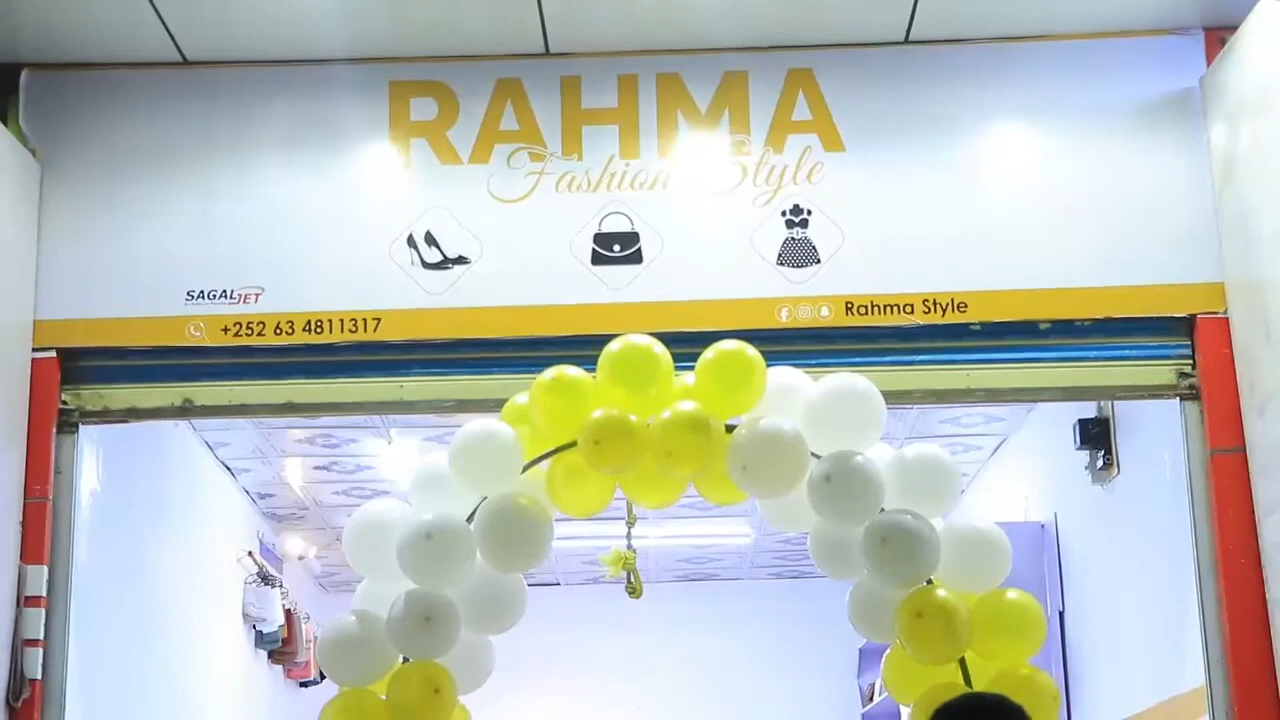 RAHMA
Fashion Style
SAGALJET
+252 63 4811317
Rahma Style